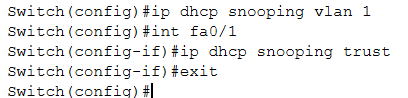 Switch(config)#ip dhcp snooping vlan 1
Switch(config)#int fa0/1
Switch(config-if)#ip dhcp snooping trust
Switch(config-if)#exit
Switch(config)#